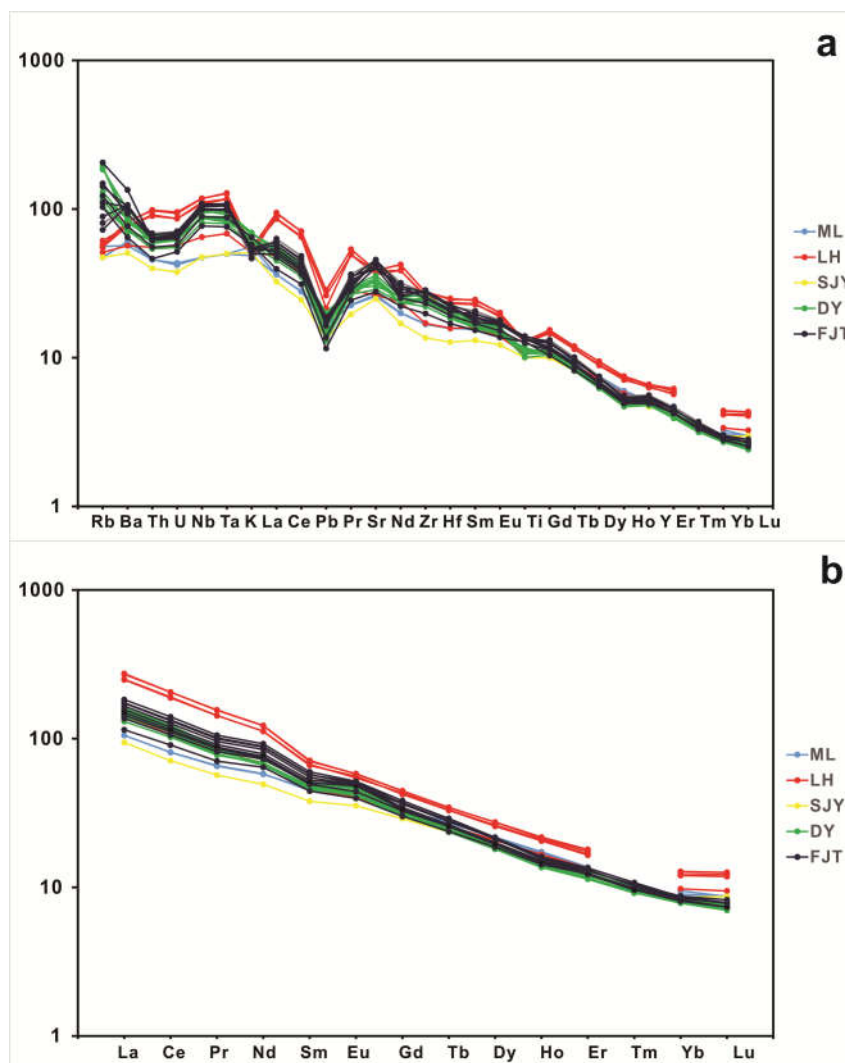 a
1000
100
10
1
ML
LH
SJY
DY
FJT
Rb Ba Th U Nb Ta K La Ce Pb Pr Sr Nd Zr Hf Sm Eu Ti Gd Tb Dy Ho Y Er Tm Yb Lu
b
1000
100
10
1
ML
LH
SJY
DY
FJT
La Ce Pr Nd Sm Eu Gd Tb Dy Ho Er Tm Yb Lu